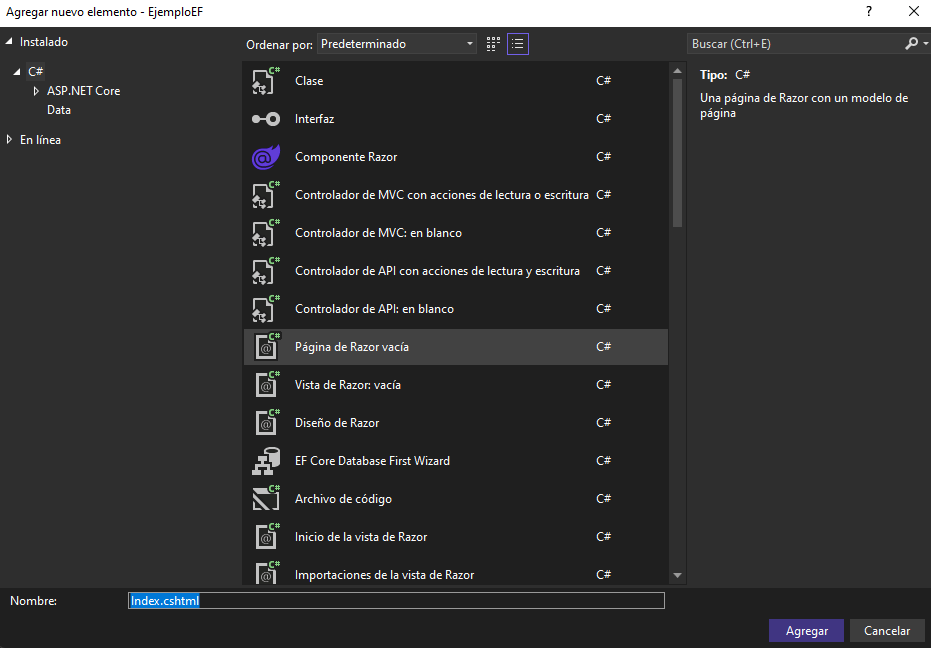 Agregar nuevo elemento - EjemploEF
?
Instalado
Ordenar por: Predeterminado
Buscar (Ctrl+E)
C#
ASP.NET Core
Data
En línea
Clase C#
Interfaz C#
Componente Razor C#
Controlador de MVC con acciones de lectura o escritura C#
Controlador de MVC: en blanco C#
Controlador de API con acciones de lectura y escritura C#
Controlador de API: en blanco C#
Página de Razor vacía C#
Vista de Razor: vacía C#
Diseño de Razor C#
EF Core Database First Wizard C#
Archivo de código C#
Inicio de la vista de Razor C#
Importaciones de la vista de Razor C#
Tipo: C#
Una página de Razor con un modelo de
página
Nombre: Index.cshtml
Agregar Cancelar